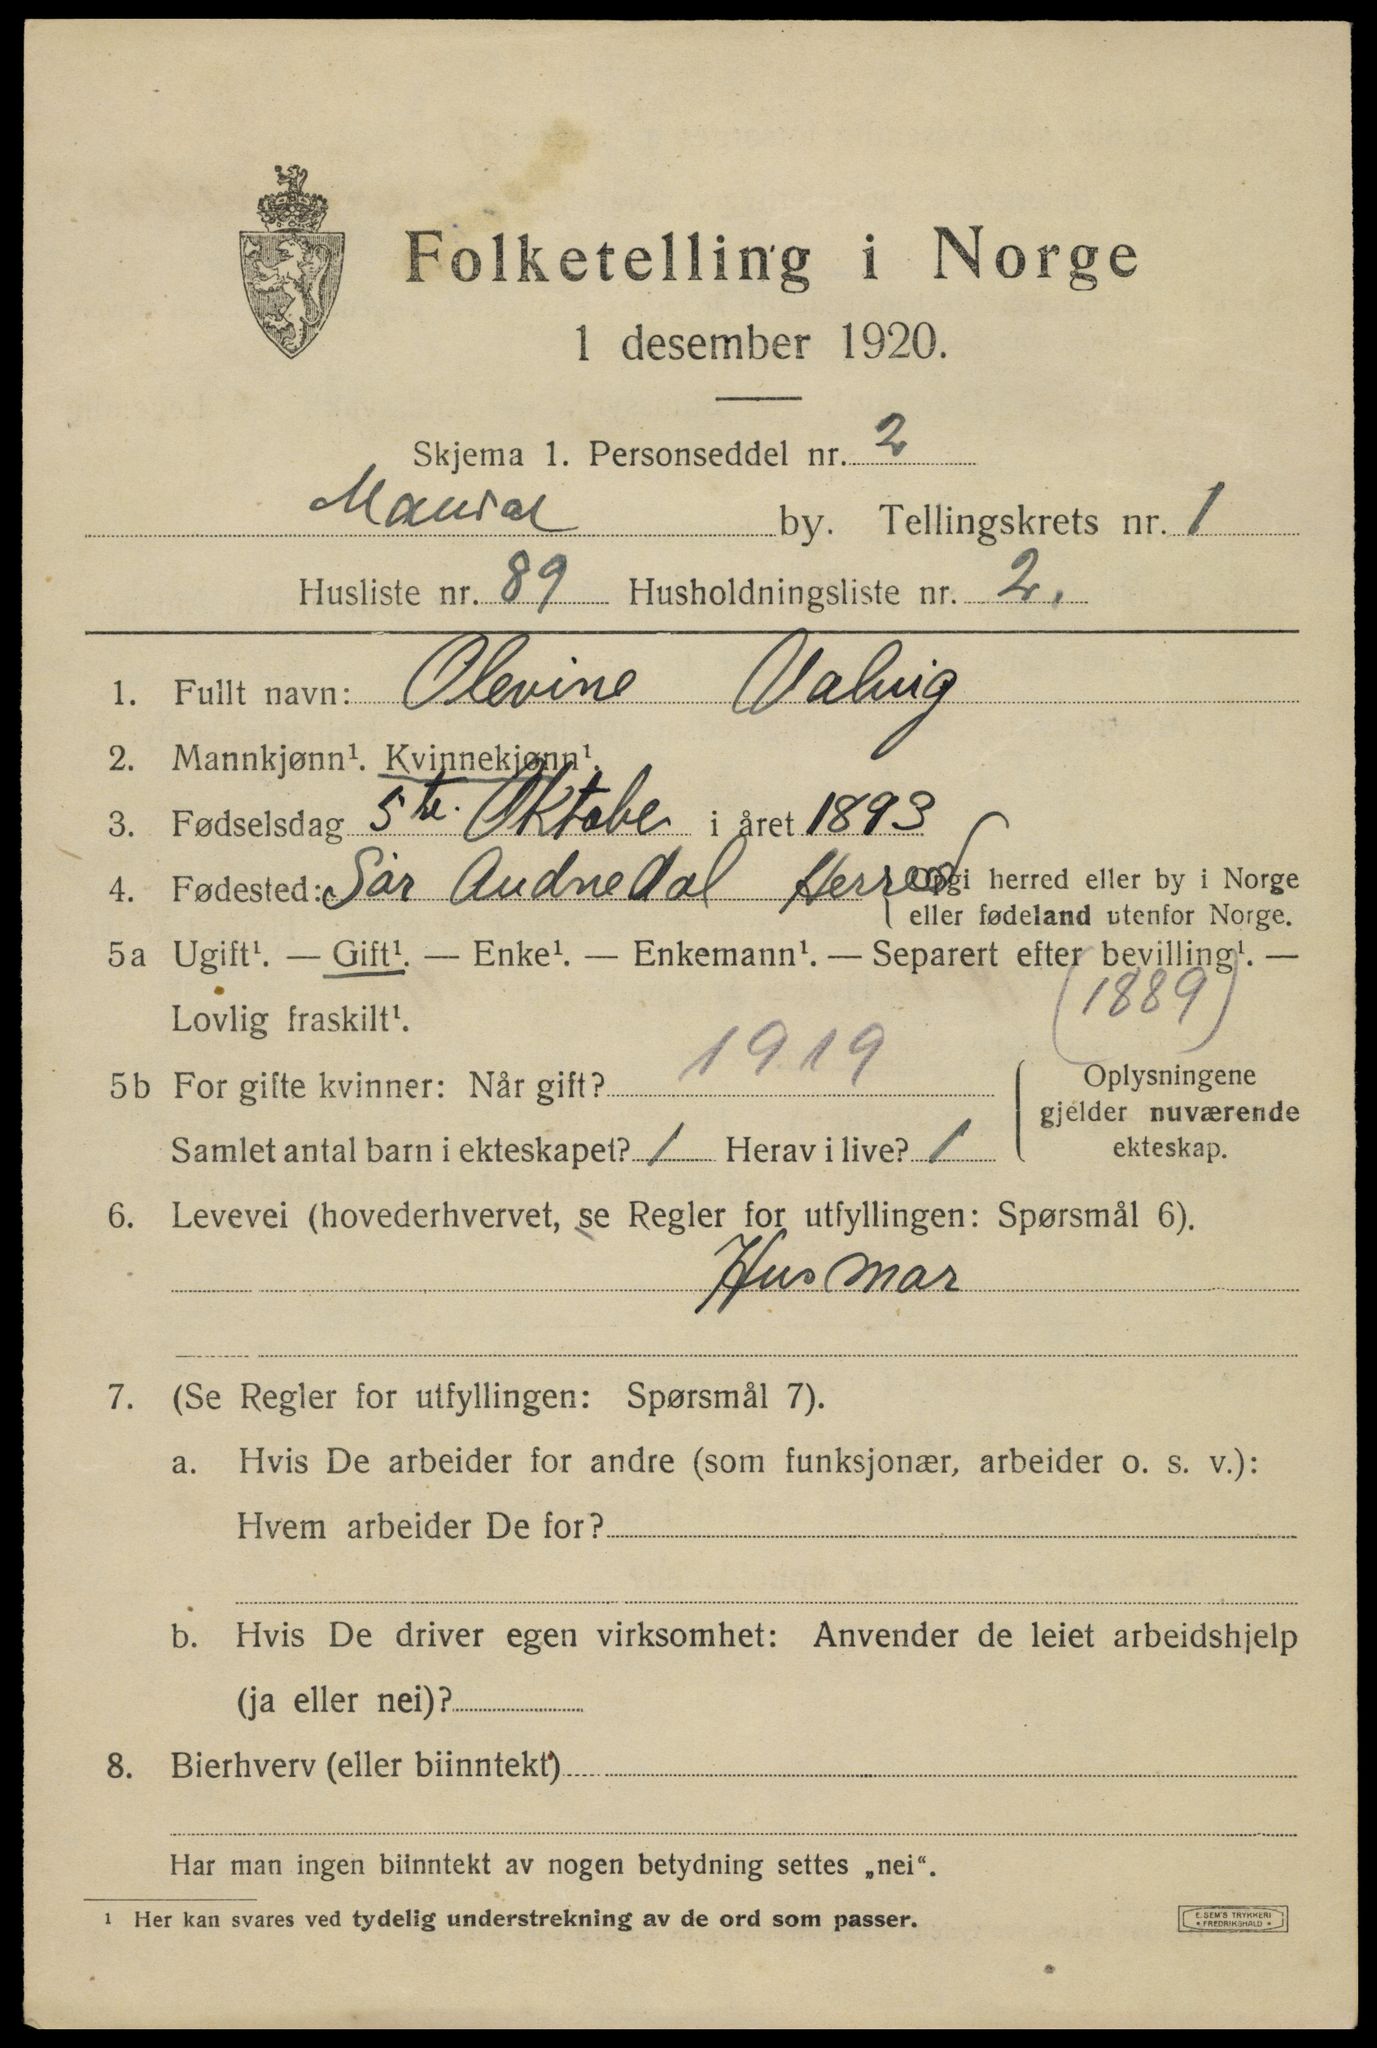 Folketelling i Norge
1 desember 1920.
Skjema 1. Personseddel nr. 2
Mandal by. Tellingskrets nr. 1
Husliste nr. 89 Husholdningsliste nr. 2.
1. Fullt navn: Olevine Valvig
2. Mannkjønn¹. Kvinnekjønn¹.
3. Fødselsdag 5te. Oktober i året 1893
4. Fødested: Sør Audnedal Herred Opgi herred eller by i Norge
eller fødeland utenfor Norge.
5a Ugift¹. — Gift¹. — Enke¹. — Enkemann¹. — Separert efter bevilling¹. —
(1889)
Lovlig fraskilt¹.
5b For gifte kvinner: Når gift? 1919
Samlet antal barn i ekteskapet? 1 Herav i live? 1
Oplysningene
gjelder nuværende
ekteskap.
6. Levevei (hovederhvervet, se Regler for utfyllingen: Spørsmål 6).
Husmor
7. (Se Regler for utfyllingen: Spørsmål 7).
a. Hvis De arbeider for andre (som funksjonær, arbeider o. s. v.):
Hvem arbeider De for?
b. Hvis De driver egen virksomhet: Anvender de leiet arbeidshjelp
(ja eller nei)?
8. Bierhverv (eller biinntekt)
Har man ingen biinntekt av nogen betydning settes „nei“.
¹ Her kan svares ved tydelig understrekning av de ord som passer.
E. SEM'S TRYKKERI
* FREDRIKSHALD *